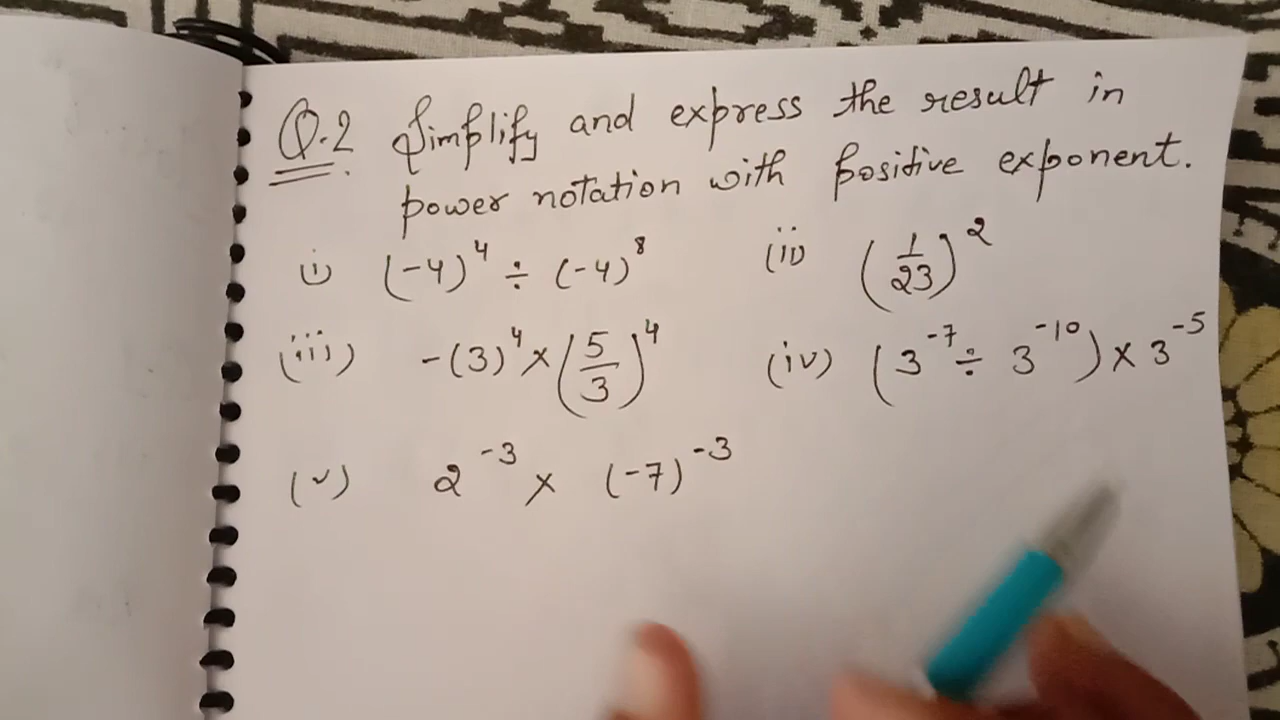 Q.2 Simplify and express the result in
power notation with positive exponent.
(i) (-4)⁴ ÷ (-4)⁸ (ii) (1/23)²
(iii) -(3)⁴ × (5/3)⁴ (iv) (3⁻⁷ ÷ 3⁻¹⁰) × 3⁻⁵
(v) 2⁻³ × (-7)⁻³